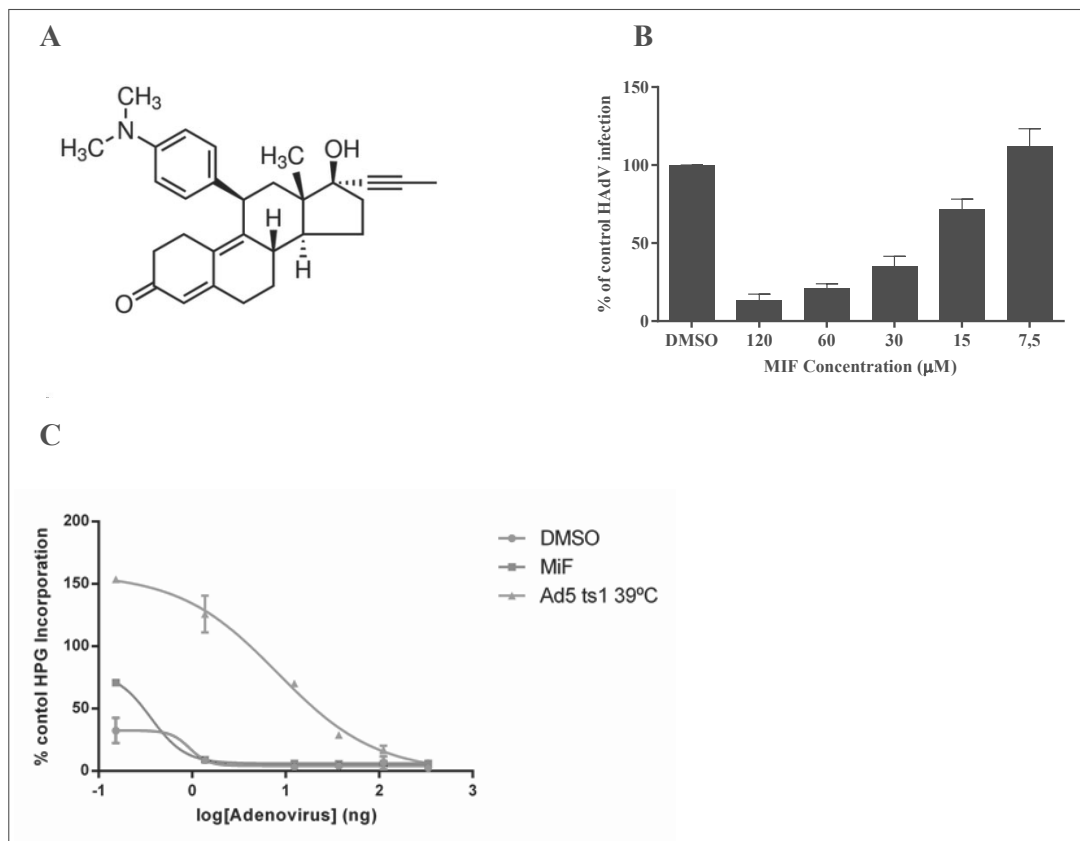 A
CH₃
N
H₃C
H₃C
OH
H
H
O
B
% of control HAdV infection
150
100
50
0
DMSO 120 60 30 15 7,5
MIF Concentration (μM)
C
% contol HPG Incorporation
200
150
100
50
0
-1 0 1 2 3
log[Adenovirus] (ng)
DMSO
MiF
Ad5 ts1 39ºC